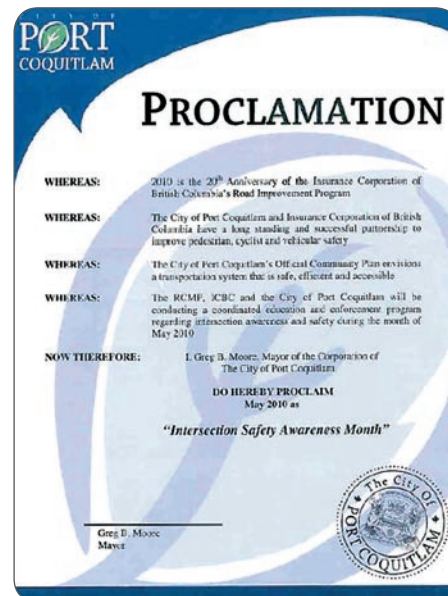 CITY OF
PORT
COQUITLAM
PROCLAMATION
WHEREAS: 2010 is the 20th Anniversary of the Insurance Corporation of
British Columbia's Road Improvement Program
WHEREAS: The City of Port Coquitlam and Insurance Corporation of British
Columbia have a long standing and successful partnership to
improve pedestrian, cyclist and vehicular safety
WHEREAS: The City of Port Coquitlam's Official Community Plan envisions
a transportation system that is safe, efficient and accessible
WHEREAS: The RCMP, ICBC and the City of Port Coquitlam will be
conducting a coordinated education and enforcement program
regarding intersection awareness and safety during the month of
May 2010
NOW THEREFORE: I, Greg B. Moore, Mayor of the Corporation of
The City of Port Coquitlam
DO HEREBY PROCLAIM
May 2010 as
"Intersection Safety Awareness Month"
Greg B. Moore
Mayor
The City Of
PORT COQUITLAM